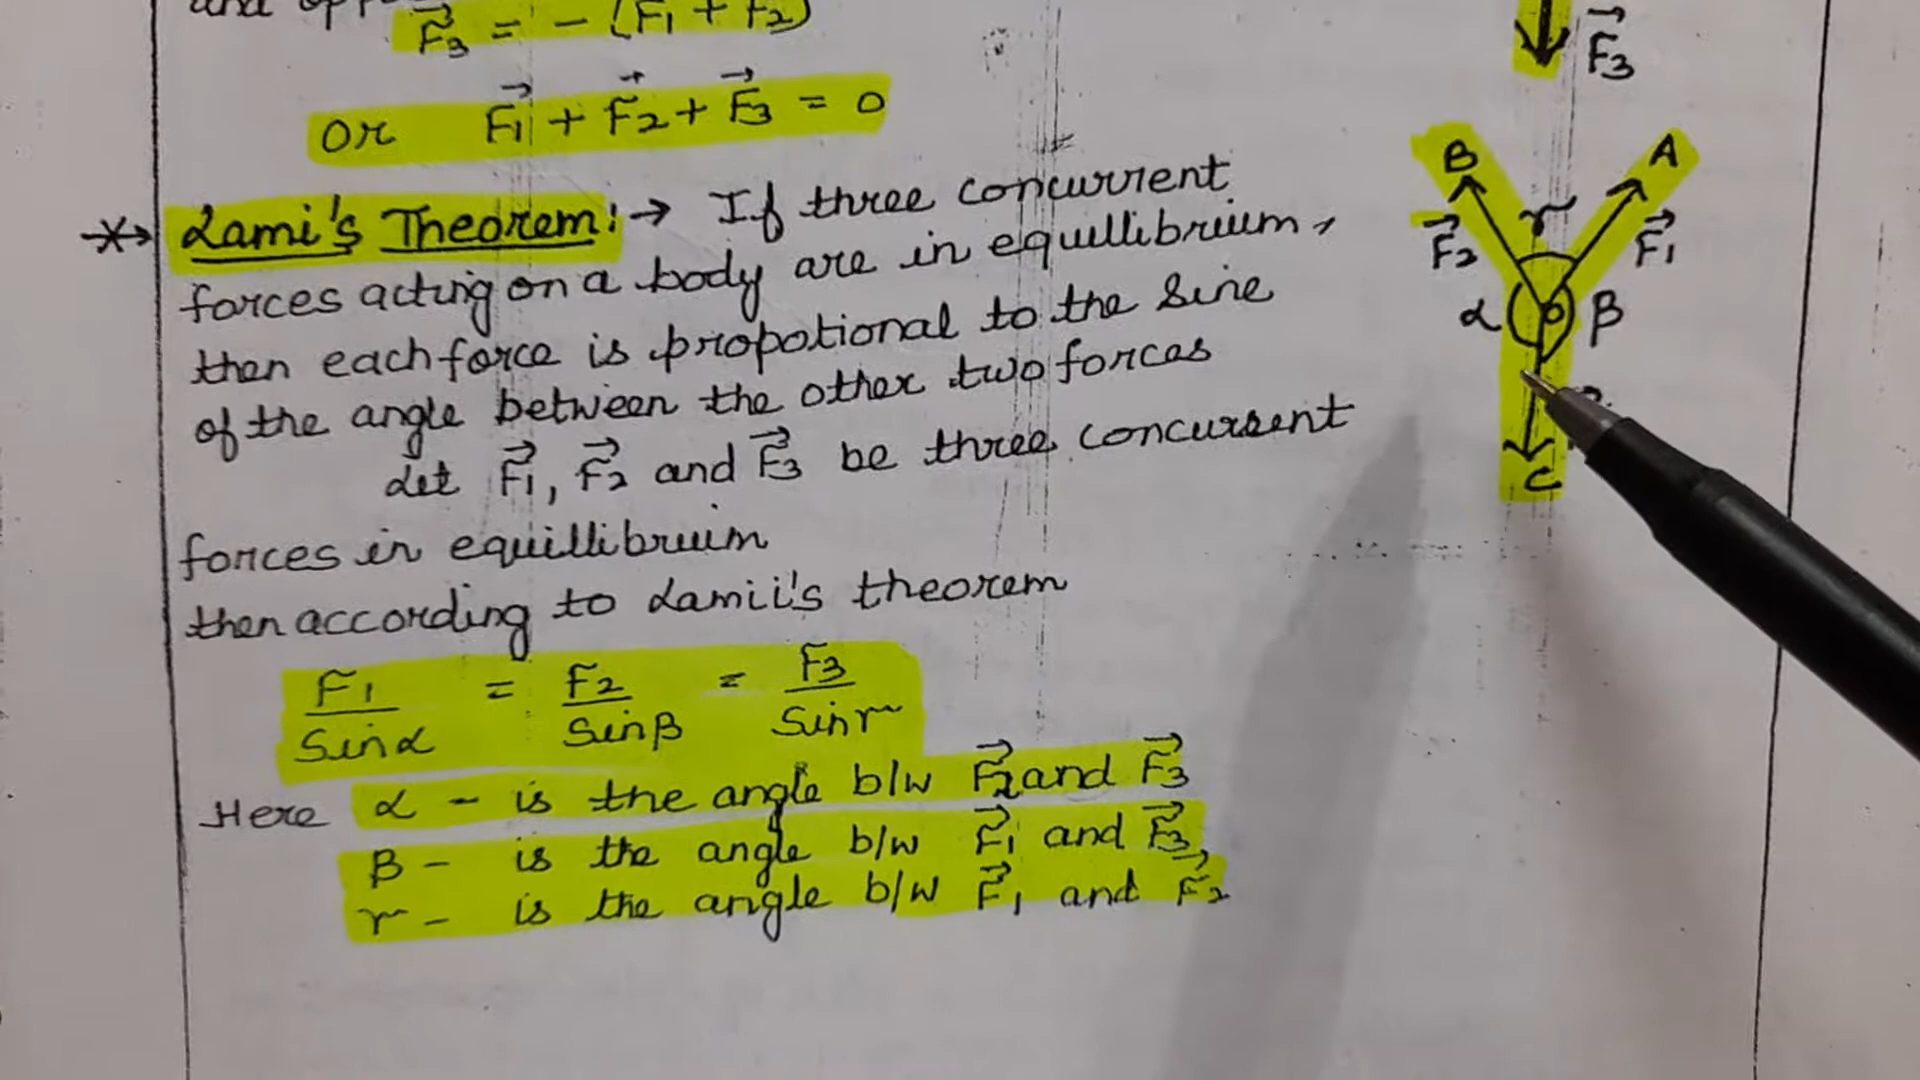 F⃗3 = - (F1 + F2)
Or F⃗1 + F⃗2 + F⃗3 = 0
Lami's Theorem :→ If three concurrent
forces acting on a body are in equillibrium,
then each force is propotional to the sine
of the angle between the other two forces
Let F⃗1, F⃗2 and F⃗3 be three concurrent
forces in equillibrium
then according to Lamii's theorem
F1/Sinα = F2/Sinβ = F3/Sinr
Here α - is the angle b/w F⃗2 and F⃗3
β - is the angle b/w F⃗1 and F⃗3
r - is the angle b/w F⃗1 and F⃗2
F⃗3
B A
r
F⃗2 F⃗1
α O β
C